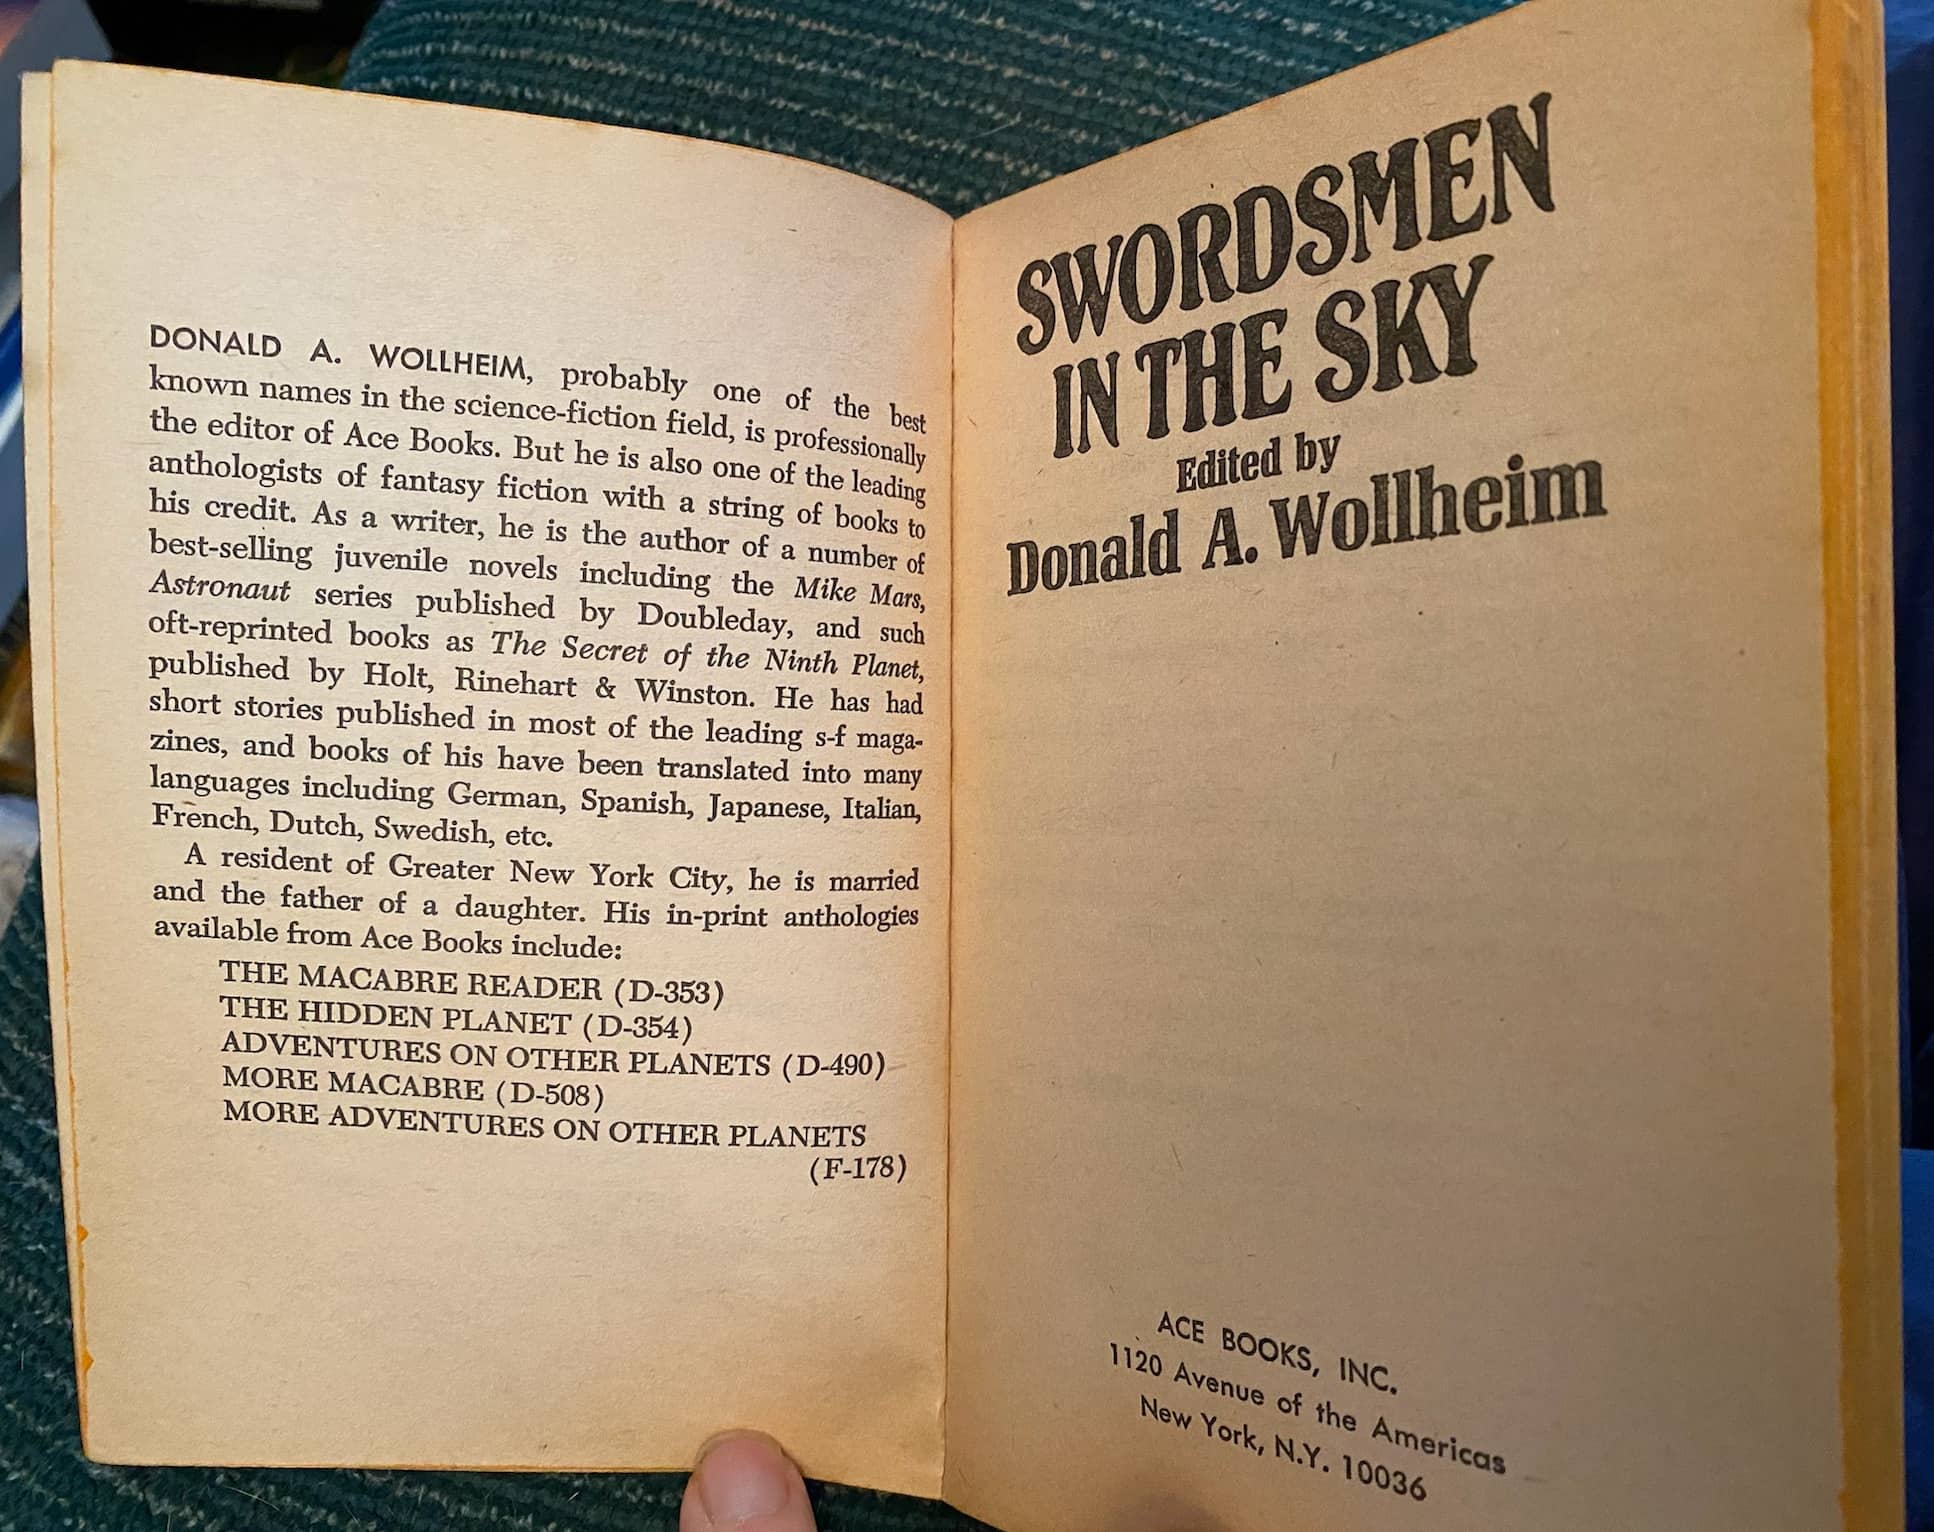 DONALD A. WOLLHEIM, probably one of the best
known names in the science-fiction field, is professionally
the editor of Ace Books. But he is also one of the leading
anthologists of fantasy fiction with a string of books to
his credit. As a writer, he is the author of a number of
best-selling juvenile novels including the Mike Mars,
Astronaut series published by Doubleday, and such
oft-reprinted books as The Secret of the Ninth Planet,
published by Holt, Rinehart & Winston. He has had
short stories published in most of the leading s-f maga-
zines, and books of his have been translated into many
languages including German, Spanish, Japanese, Italian,
French, Dutch, Swedish, etc.
A resident of Greater New York City, he is married
and the father of a daughter. His in-print anthologies
available from Ace Books include:
THE MACABRE READER (D-353)
THE HIDDEN PLANET (D-354)
ADVENTURES ON OTHER PLANETS (D-490)
MORE MACABRE (D-508)
MORE ADVENTURES ON OTHER PLANETS
(F-178)
SWORDSMEN
IN THE SKY
Edited by
Donald A. Wollheim
ACE BOOKS, INC.
1120 Avenue of the Americas
New York, N.Y. 10036